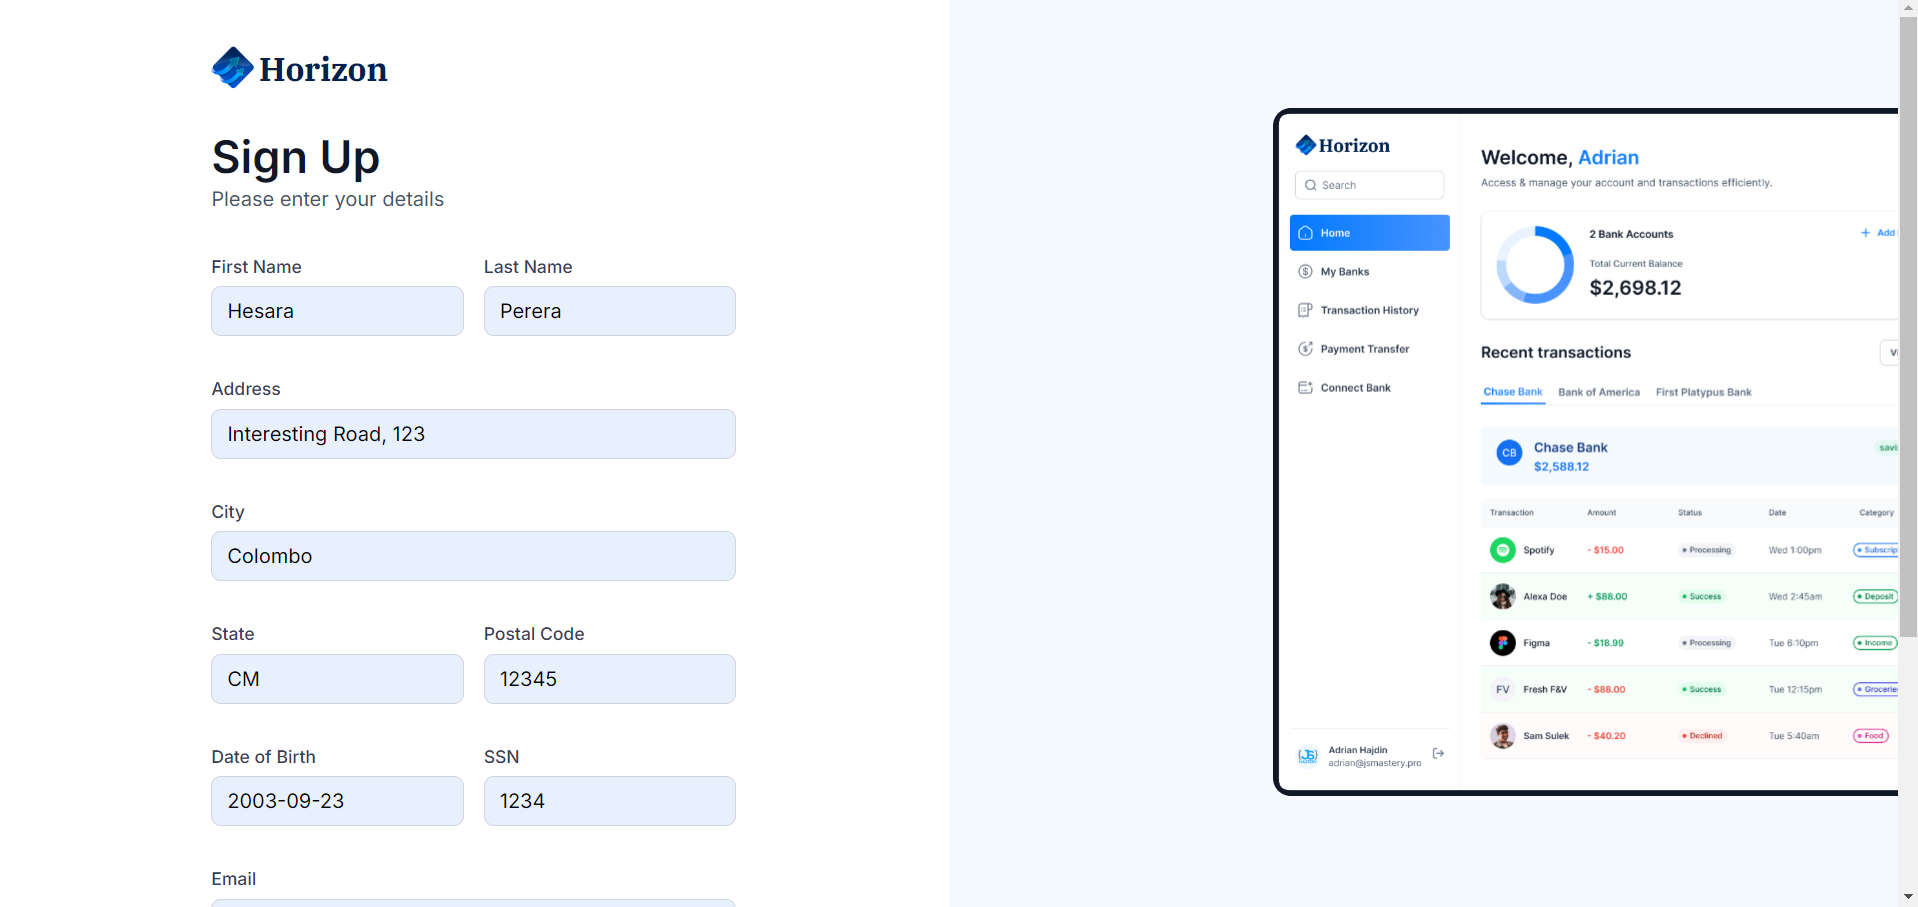 Horizon
Sign Up
Please enter your details
First Name Last Name
Hesara Perera
Address
Interesting Road, 123
City
Colombo
State Postal Code
CM 12345
Date of Birth SSN
2003-09-23 1234
Email
Horizon
Search
Home
My Banks
Transaction History
Payment Transfer
Connect Bank
Adrian Hajdin
adrian@jsmastery.pro
Welcome, Adrian
Access & manage your account and transactions efficiently.
2 Bank Accounts
Add
Total Current Balance
$2,698.12
Recent transactions
Chase Bank Bank of America First Platypus Bank
CB Chase Bank
$2,588.12
Transaction Amount Status Date Category
Spotify - $15.00 Processing Wed 1:00pm Subscrip
Alexa Doe + $88.00 Success Wed 2:45am Deposit
Figma - $18.99 Processing Tue 6:10pm Income
FV Fresh F&V - $88.00 Success Tue 12:15pm Groceries
Sam Sulek - $40.20 Declined Tue 5:40am Food